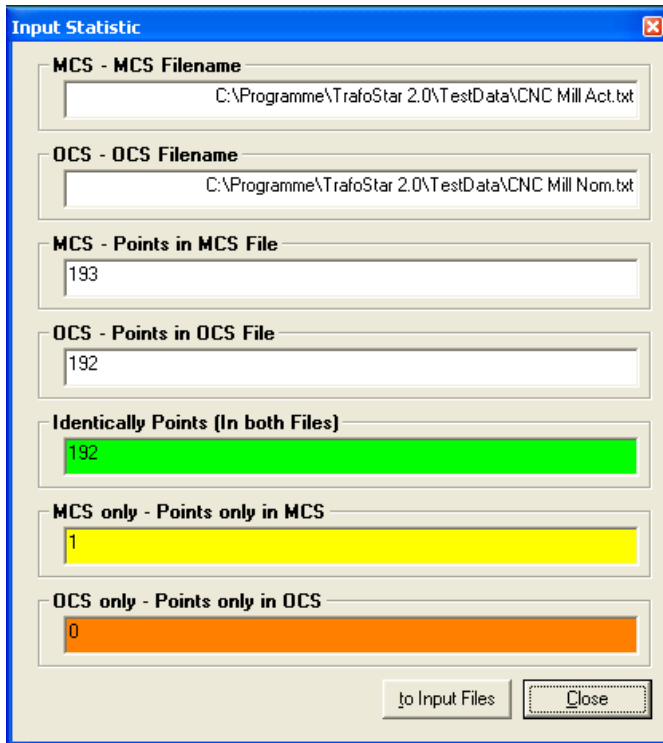 Input Statistic
MCS - MCS Filename
C:\Programme\TrafoStar 2.0\TestData\CNC Mill Act.txt
OCS - OCS Filename
C:\Programme\TrafoStar 2.0\TestData\CNC Mill Nom.txt
MCS - Points in MCS File
193
OCS - Points in OCS File
192
Identically Points (In both Files)
192
MCS only - Points only in MCS
1
OCS only - Points only in OCS
0
to Input Files Close